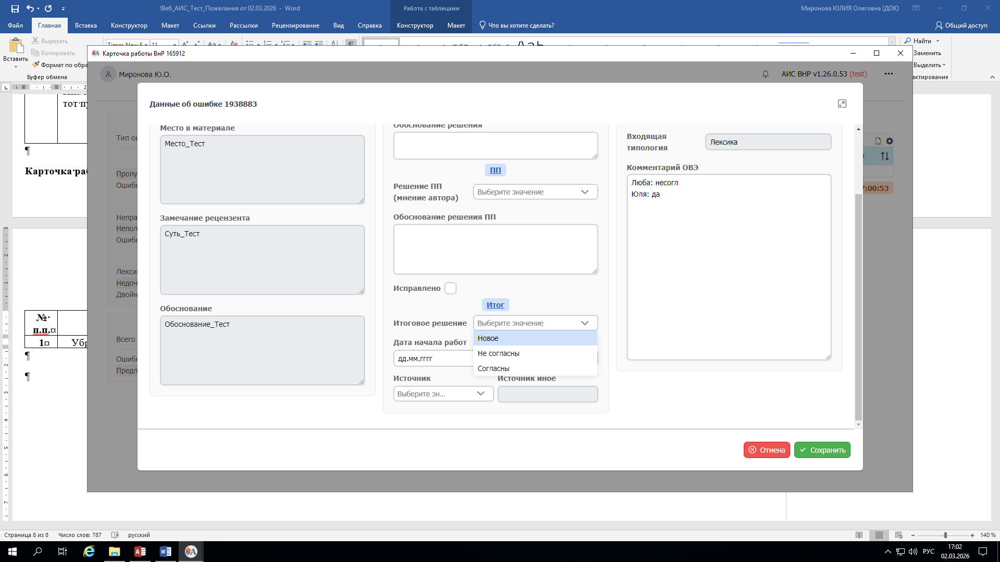 !Веб_АИС_Тест_Пожелания от 02.03.2026 - Word
Работа с таблицами
Миронова ЮЛИЯ Олеговна (ДОК)
Файл Главная Вставка Конструктор Макет Ссылки Рассылки Рецензирование Вид Справка Конструктор Макет Что вы хотите сделать? Общий доступ
Вставить
Вырезать
Копировать
Формат по обра
Буфер обмена
Найти
Заменить
Выделить
актирование
Карточка работы ВнР 165912
Миронова Ю.О.
АИС ВНР v1.26.0.53 (test)
Данные об ошибке 1938883
Место в материале
Место_Тест
Замечание рецензента
Суть_Тест
Обоснование
Обоснование_Тест
Обоснование решения
ПП
Решение ПП
(мнение автора)
Выберите значение
Обоснование решения ПП
Исправлено
Итог
Итоговое решение
Выберите значение
Новое
Не согласны
Согласны
Дата начала работ
дд.мм.гггг
Источник
Выберите зн...
Источник иное
Входящая
типология
Лексика
Комментарий ОВЭ
Люба: несогл
Юля: да
Отмена
Сохранить
Тип ош
Пропу
Ошибк
Непра
Непол
Ошибк
Лекси
Недоч
Двойн
Всего
Ошибк
Предл
7:00:53
тот·пу
¶
Карточка·раб
№·
п.п.¤
1¤ Убр
¶
¶
Страница 8 из 8 Число слов: 787 русский
140 %
РУС
17:02
02.03.2026